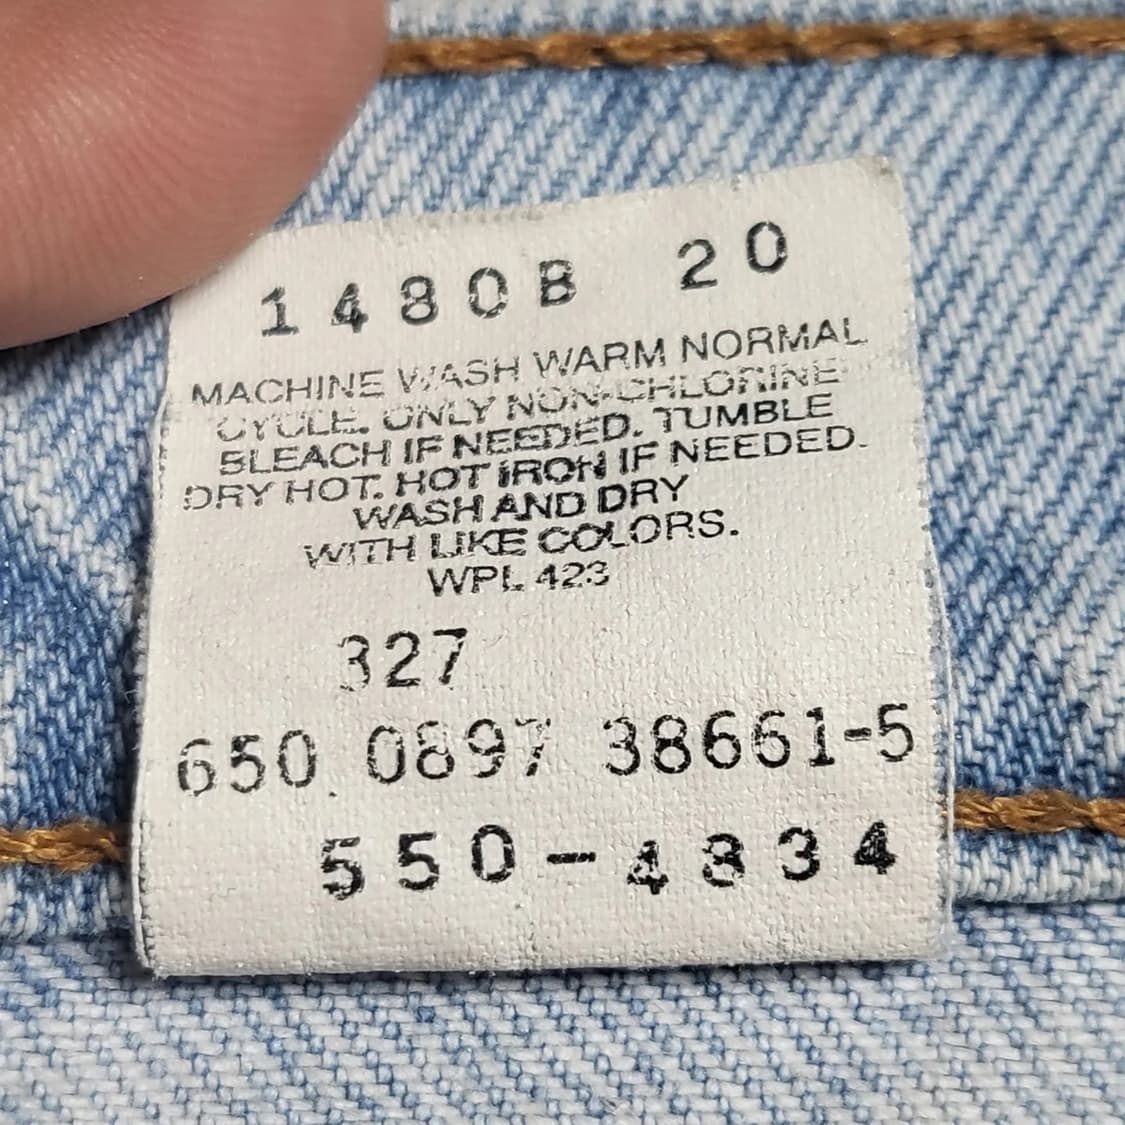 1480B 20
MACHINE WASH WARM NORMAL
CYCLE. ONLY NON-CHLORINE
BLEACH IF NEEDED. TUMBLE
DRY HOT. HOT IRON IF NEEDED.
WASH AND DRY
WITH LIKE COLORS.
WPL 423
327
650 0897 38661-5
550-4834